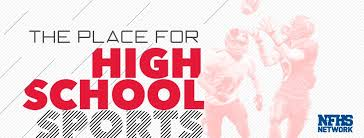 THE PLACE FOR
HIGH
SCHOOL
SPORTS
NFHS
NETWORK